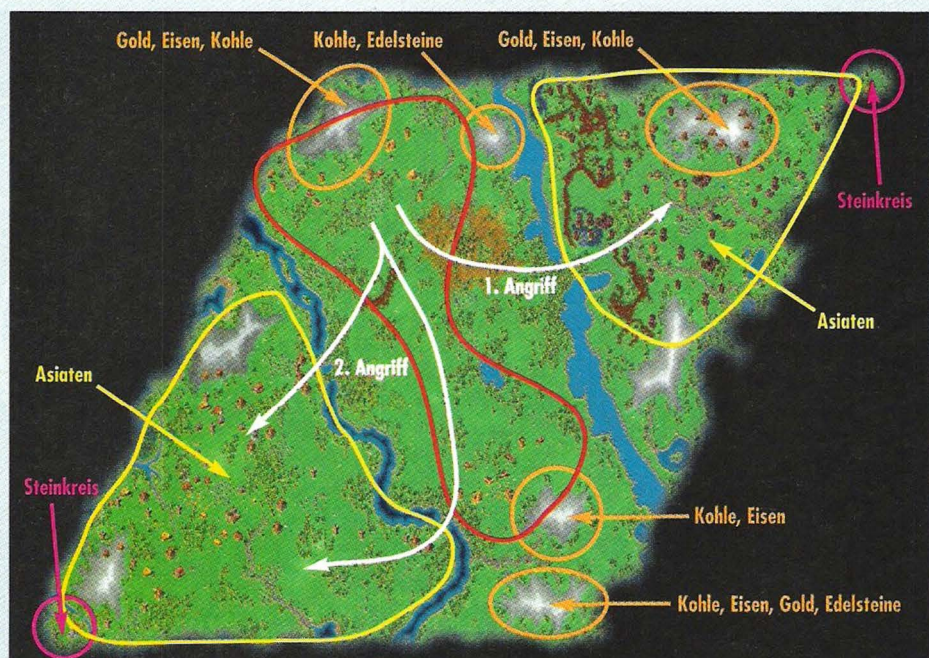 Gold, Eisen, Kohle
Kohle, Edelsteine
Gold, Eisen, Kohle
Steinkreis
1. Angriff
Asiaten
2. Angriff
Asiaten
Steinkreis
Kohle, Eisen
Kohle, Eisen, Gold, Edelsteine